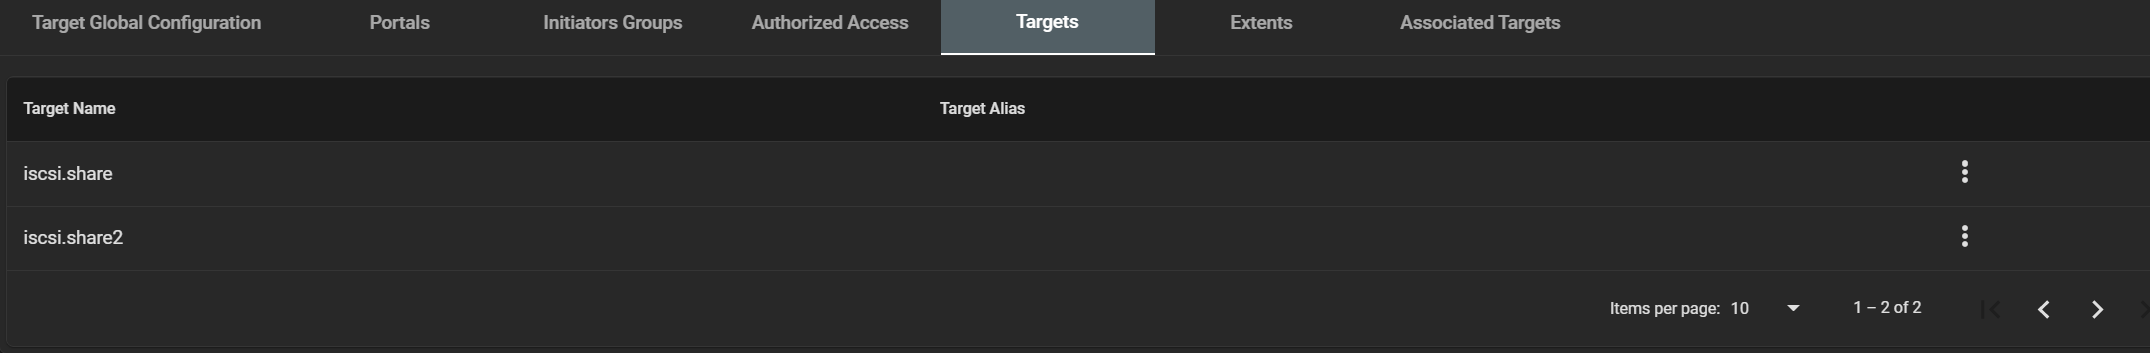 Target Global Configuration Portals Initiators Groups Authorized Access Targets Extents Associated Targets
Target Name Target Alias
iscsi.share
iscsi.share2
Items per page: 10 1 – 2 of 2